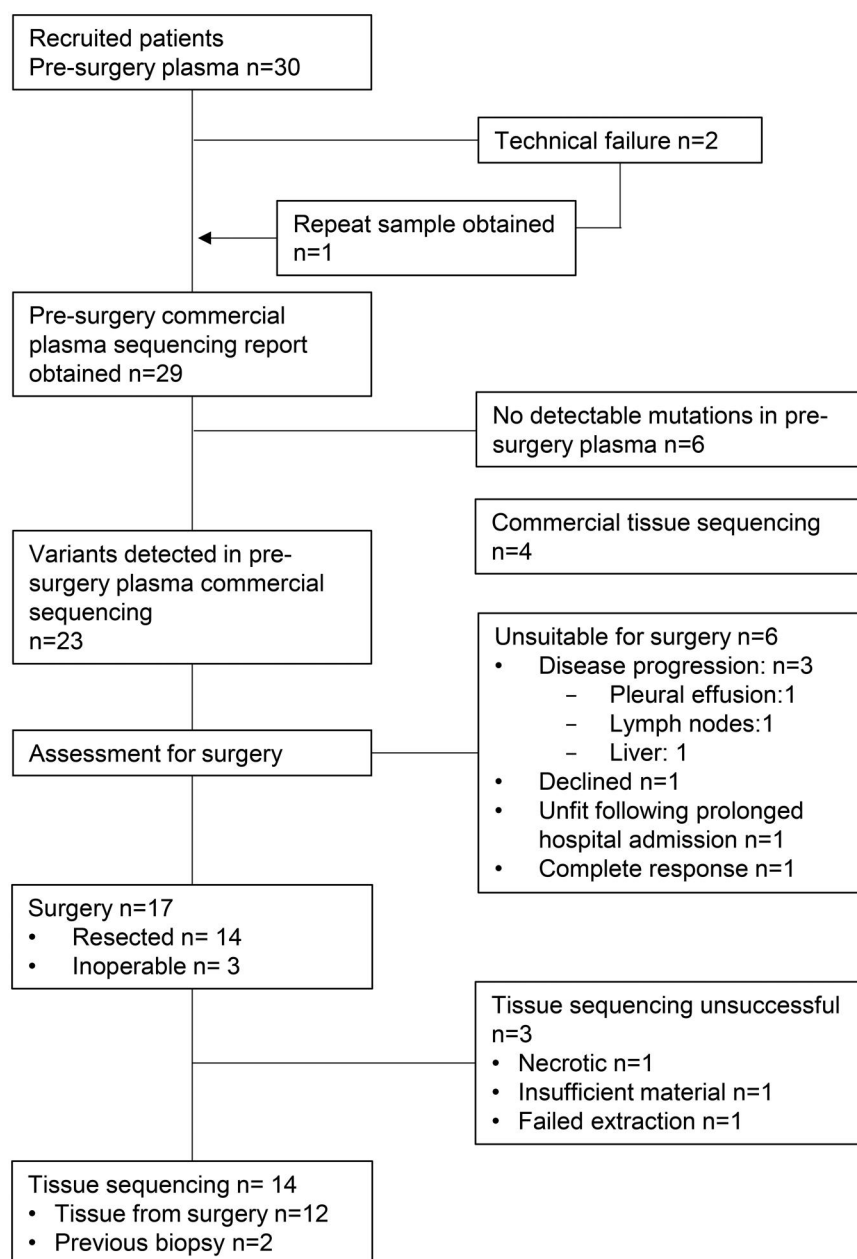 Recruited patients
Pre-surgery plasma n=30
Technical failure n=2
Repeat sample obtained
n=1
Pre-surgery commercial
plasma sequencing report
obtained n=29
No detectable mutations in pre-
surgery plasma n=6
Commercial tissue sequencing
n=4
Variants detected in pre-
surgery plasma commercial
sequencing
n=23
Unsuitable for surgery n=6
• Disease progression: n=3
– Pleural effusion:1
– Lymph nodes:1
– Liver: 1
• Declined n=1
• Unfit following prolonged
hospital admission n=1
• Complete response n=1
Assessment for surgery
Surgery n=17
• Resected n= 14
• Inoperable n= 3
Tissue sequencing unsuccessful
n=3
• Necrotic n=1
• Insufficient material n=1
• Failed extraction n=1
Tissue sequencing n= 14
• Tissue from surgery n=12
• Previous biopsy n=2